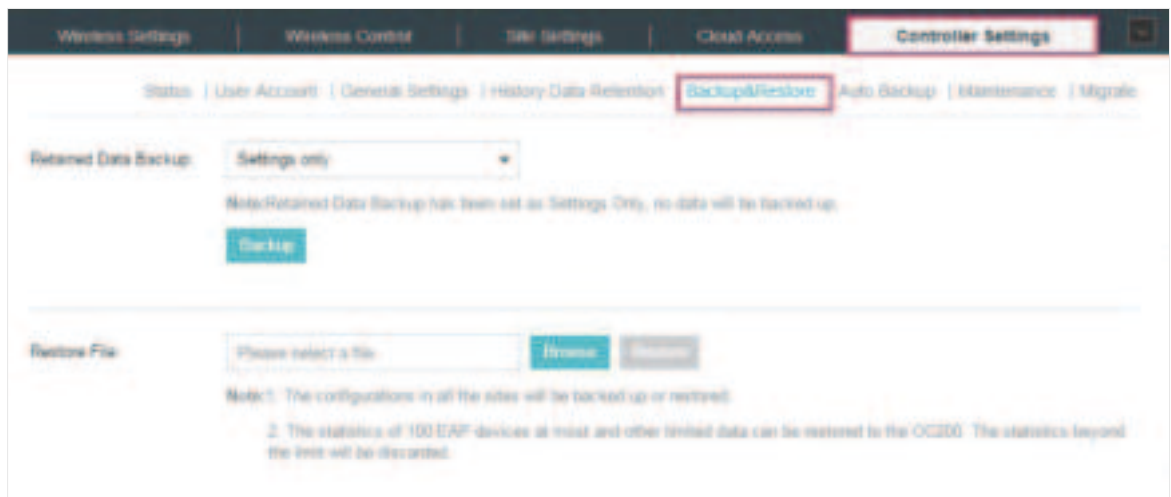 Wireless Settings | Wireless Control | Site Settings | Cloud Access Controller Settings
Status | User Account | General Settings | History Data Retention Backup&Restore Auto Backup | Maintenance | Migrate
Retained Data Backup Settings only
Note:Retained Data Backup has been set as Settings Only, no data will be backed up.
Backup
Restore File Please select a file. Browse Restore
Note:1. The configurations in all the sites will be backed up or restored.
2. The statistics of 100 EAP devices at most and other limited data can be restored to the OC200. The statistics beyond
the limit will be discarded.